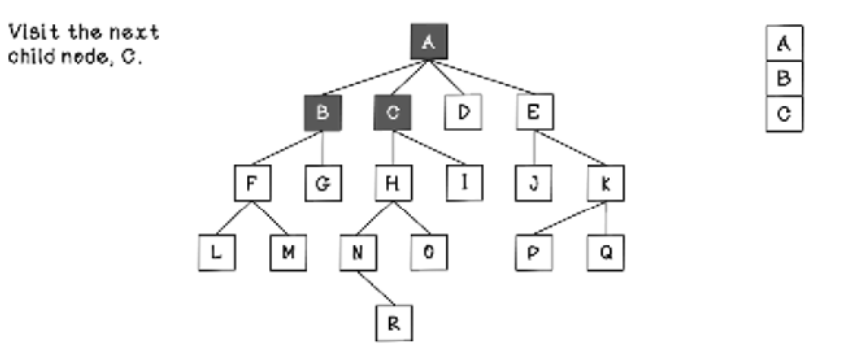 Visit the next
child node, C.
A
B C D E
F G H I J K
L M N O P Q
R
A
B
C